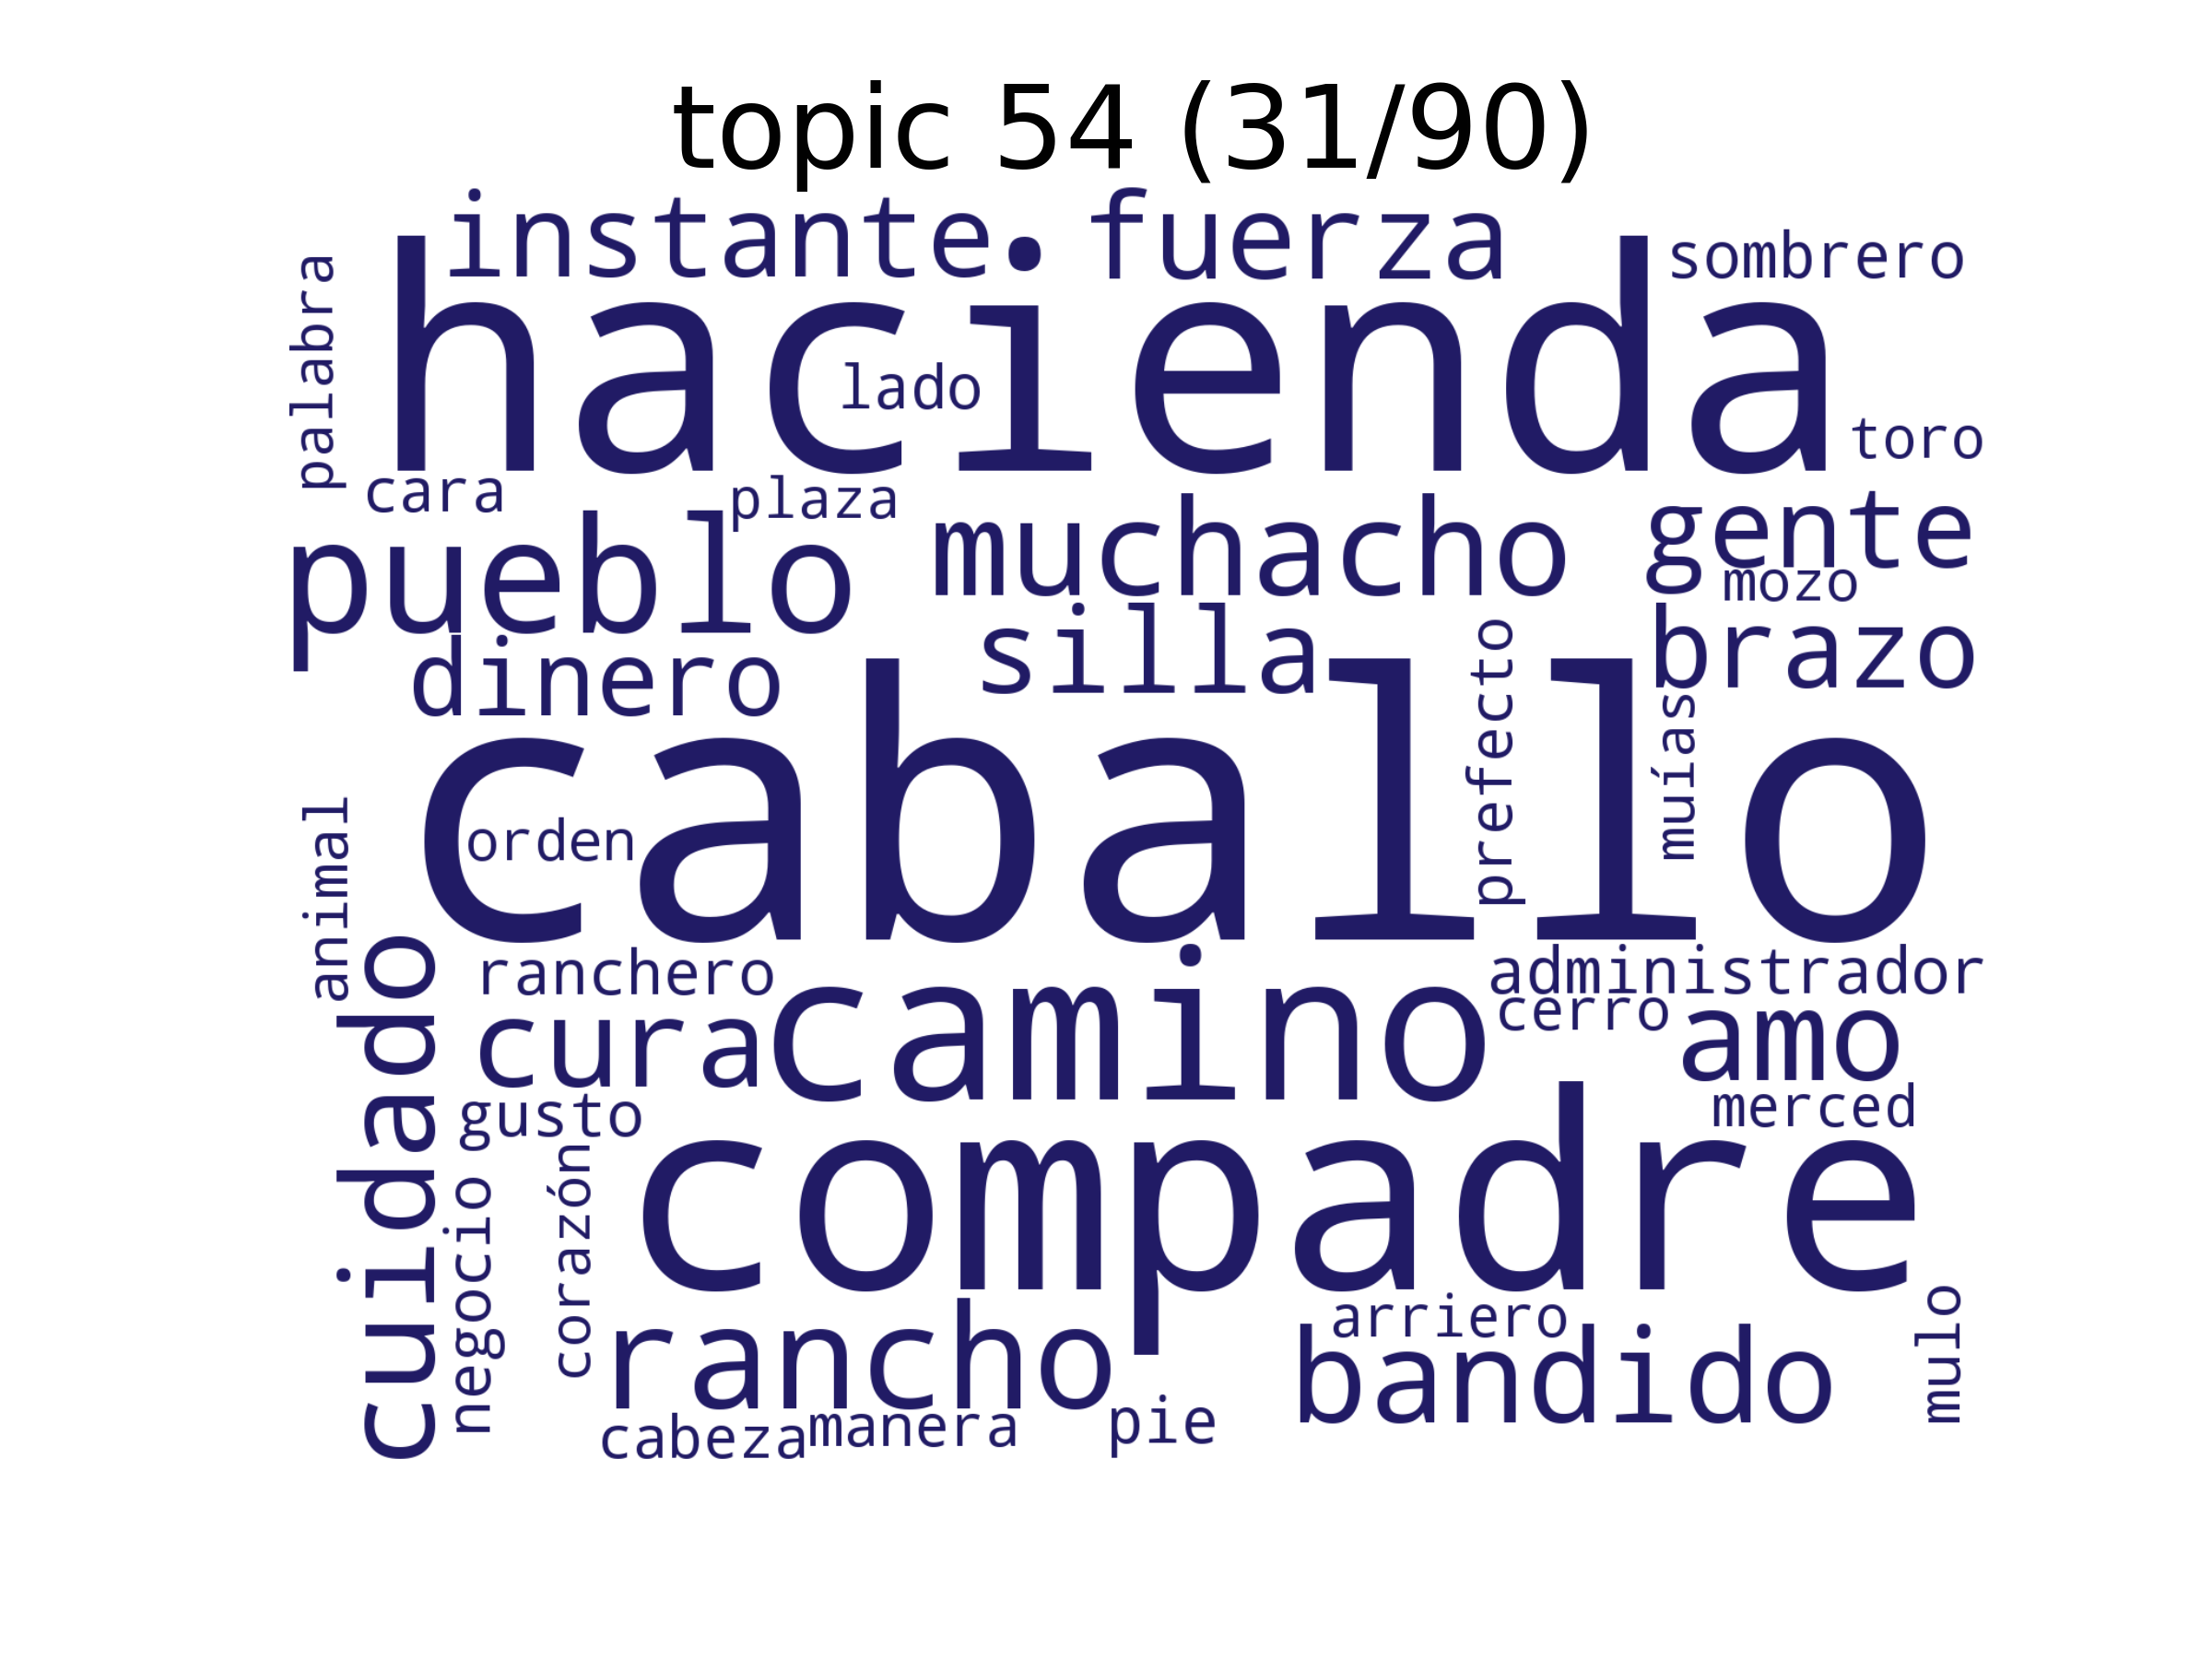 topic 54 (31/90)
instante
fuerza
sombrero
palabra
hacienda
lado
toro
cara
plaza
pueblo
muchacho
gente
mozo
dinero
silla
brazo
prefecto
muías
caballo
orden
animal
ranchero
administrador
cura
camino
cerro
amo
cuidado
gusto
merced
compadre
negocio
corazón
rancho
arriero
bandido
mulo
cabeza
manera
pie